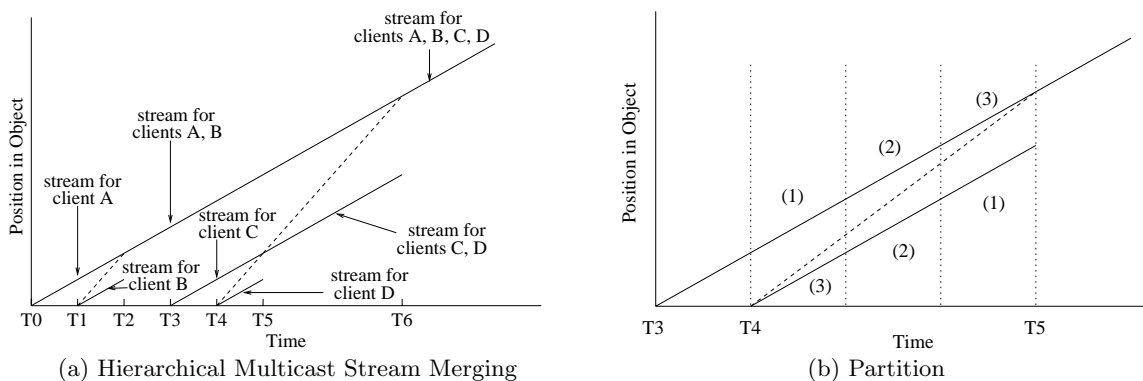 stream for
clients A, B, C, D
stream for
clients A, B
stream for
client A
stream for
client C
stream for
client B
stream for
clients C, D
stream for
client D
Position in Object
T0 T1 T2 T3 T4 T5 T6
Time
(a) Hierarchical Multicast Stream Merging
Position in Object
(1)
(2)
(3)
(3)
(2)
(1)
T3 T4 T5
Time
(b) Partition